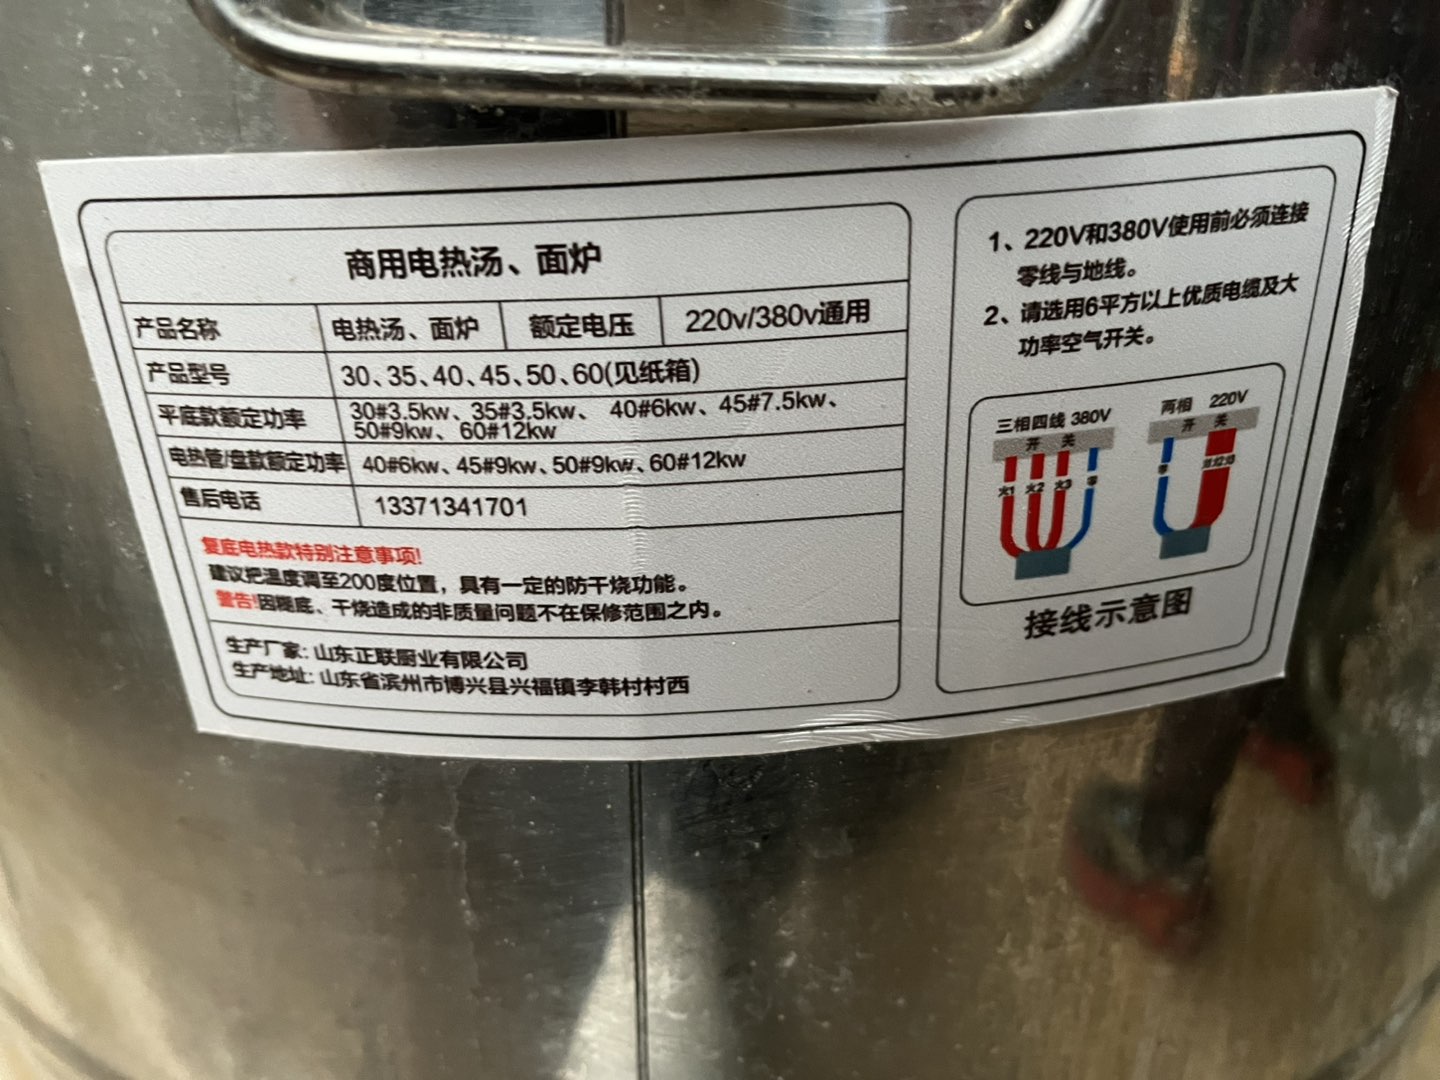 商用电热汤、面炉
产品名称 电热汤、面炉 额定电压 220v/380v通用
产品型号 30、35、40、45、50、60(见纸箱)
平底款额定功率 30#3.5kw、35#3.5kw、 40#6kw、45#7.5kw、
50#9kw、 60#12kw
电热管/盘款额定功率 40#6kw、45#9kw、50#9kw、60#12kw
售后电话 13371341701
复底电热款特别注意事项!
建议把温度调至200度位置，具有一定的防干烧功能。
警告!因糊底、干烧造成的非质量问题不在保修范围之内。
生产厂家: 山东正联厨业有限公司
生产地址: 山东省滨州市博兴县兴福镇李韩村村西
1、220V和380V使用前必须连接
零线与地线。
2、请选用6平方以上优质电缆及大
功率空气开关。
三相四线 380V
开 关
火1 火2 火3 零
两相 220V
开 关
零
接线示意图